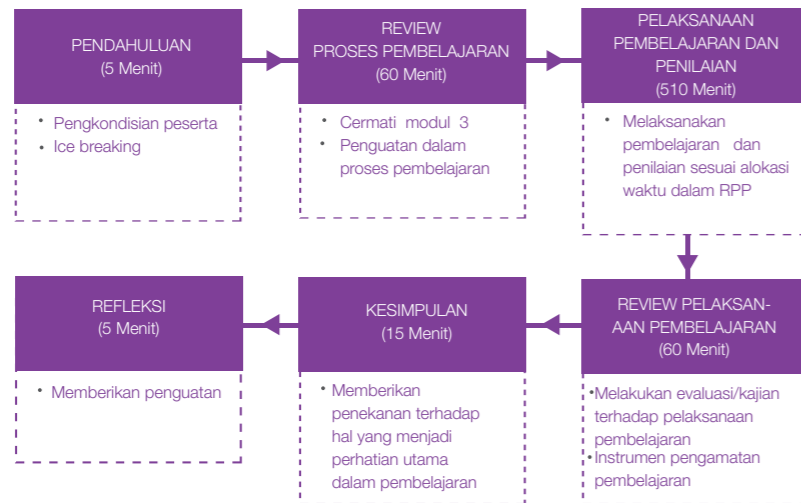 PENDAHULUAN
(5 Menit)
• Pengkondisian peserta
• Ice breaking
REVIEW
PROSES PEMBELAJARAN
(60 Menit)
• Cermati modul 3
• Penguatan dalam
proses pembelajaran
PELAKSANAAN
PEMBELAJARAN DAN
PENILAIAN
(510 Menit)
• Melaksanakan
pembelajaran dan
penilaian sesuai alokasi
waktu dalam RPP
REVIEW PELAKSAN-
AAN PEMBELAJARAN
(60 Menit)
•Melakukan evaluasi/kajian
terhadap pelaksanaan
pembelajaran
•Instrumen pengamatan
pembelajaran
KESIMPULAN
(15 Menit)
• Memberikan
penekanan terhadap
hal yang menjadi
perhatian utama
dalam pembelajaran
REFLEKSI
(5 Menit)
• Memberikan penguatan